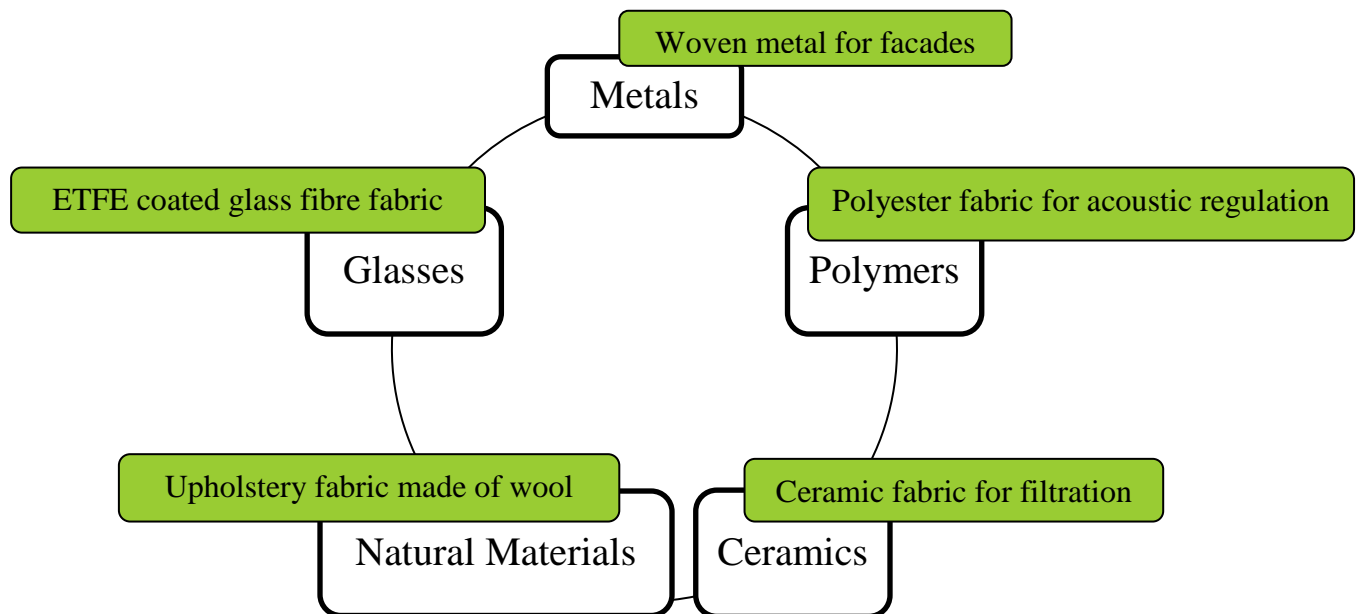 Woven metal for facades
Metals
ETFE coated glass fibre fabric
Glasses
Polyester fabric for acoustic regulation
Polymers
Upholstery fabric made of wool
Natural Materials
Ceramic fabric for filtration
Ceramics